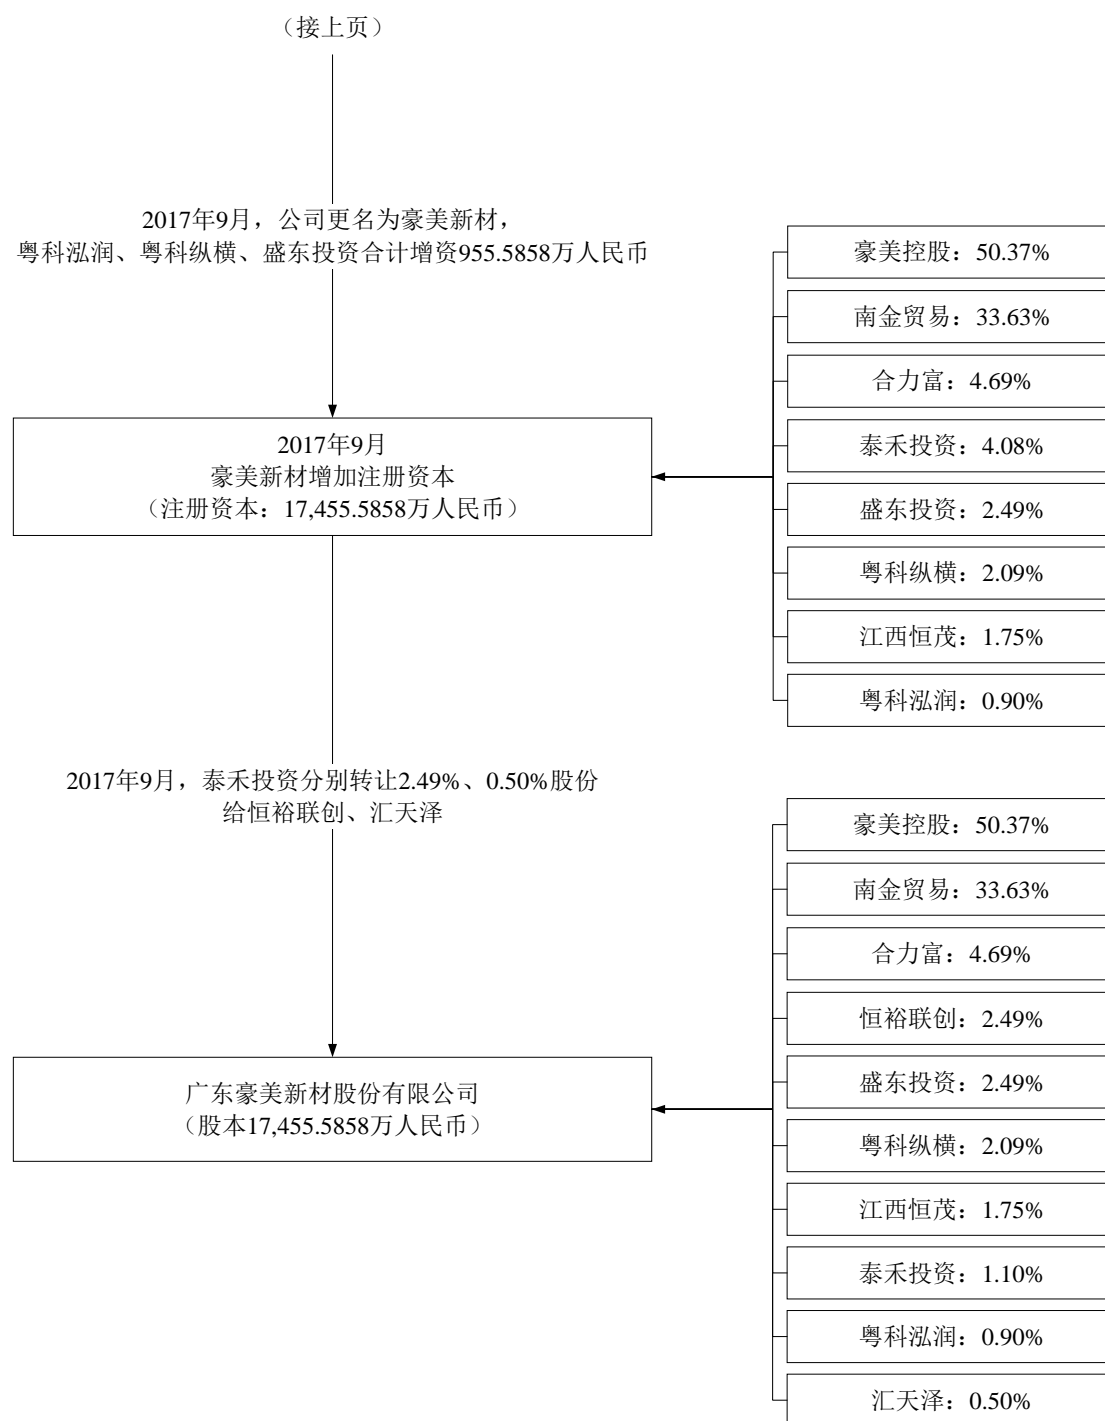 （接上页）
2017年9月，公司更名为豪美新材，
粤科泓润、粤科纵横、盛东投资合计增资955.5858万人民币
豪美控股：50.37%
南金贸易：33.63%
合力富：4.69%
泰禾投资：4.08%
盛东投资：2.49%
粤科纵横：2.09%
江西恒茂：1.75%
粤科泓润：0.90%
2017年9月
豪美新材增加注册资本
（注册资本：17,455.5858万人民币）
2017年9月，泰禾投资分别转让2.49%、0.50%股份
给恒裕联创、汇天泽
豪美控股：50.37%
南金贸易：33.63%
合力富：4.69%
恒裕联创：2.49%
盛东投资：2.49%
粤科纵横：2.09%
江西恒茂：1.75%
泰禾投资：1.10%
粤科泓润：0.90%
汇天泽：0.50%
广东豪美新材股份有限公司
（股本17,455.5858万人民币）